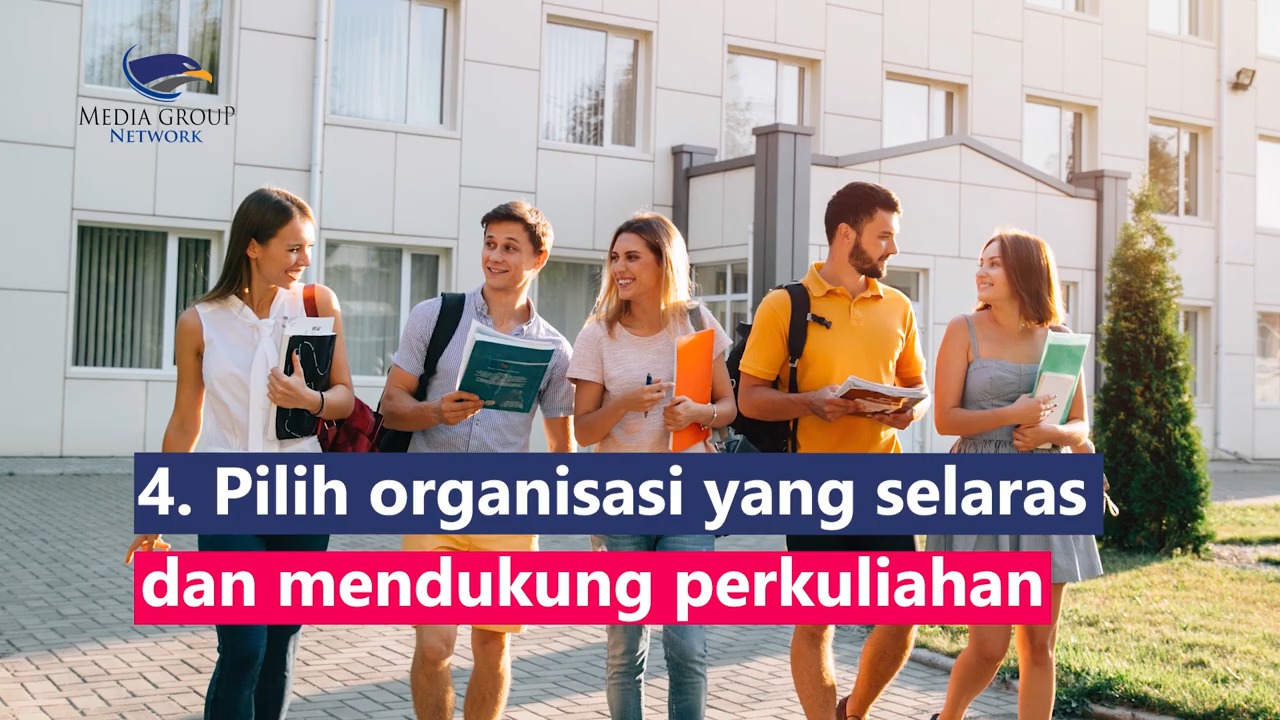 MEDIA GROUP
NETWORK
4. Pilih organisasi yang selaras
dan mendukung perkuliahan